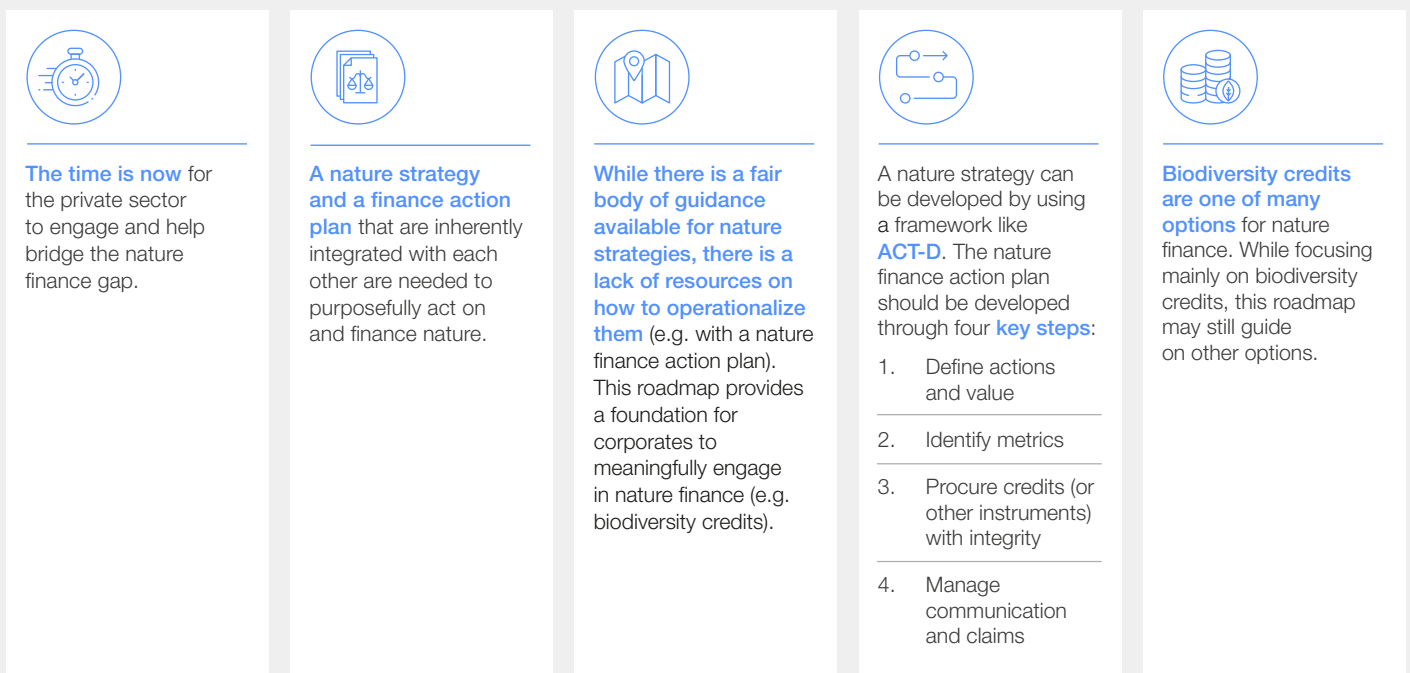 The time is now for
the private sector
to engage and help
bridge the nature
finance gap.
A nature strategy
and a finance action
plan that are inherently
integrated with each
other are needed to
purposefully act on
and finance nature.
While there is a fair
body of guidance
available for nature
strategies, there is a
lack of resources on
how to operationalize
them (e.g. with a nature
finance action plan).
This roadmap provides
a foundation for
corporates to
meaningfully engage
in nature finance (e.g.
biodiversity credits).
A nature strategy can
be developed by using
a framework like
ACT-D. The nature
finance action plan
should be developed
through four key steps:
1. Define actions
and value
2. Identify metrics
3. Procure credits (or
other instruments)
with integrity
4. Manage
communication
and claims
Biodiversity credits
are one of many
options for nature
finance. While focusing
mainly on biodiversity
credits, this roadmap
may still guide
on other options.